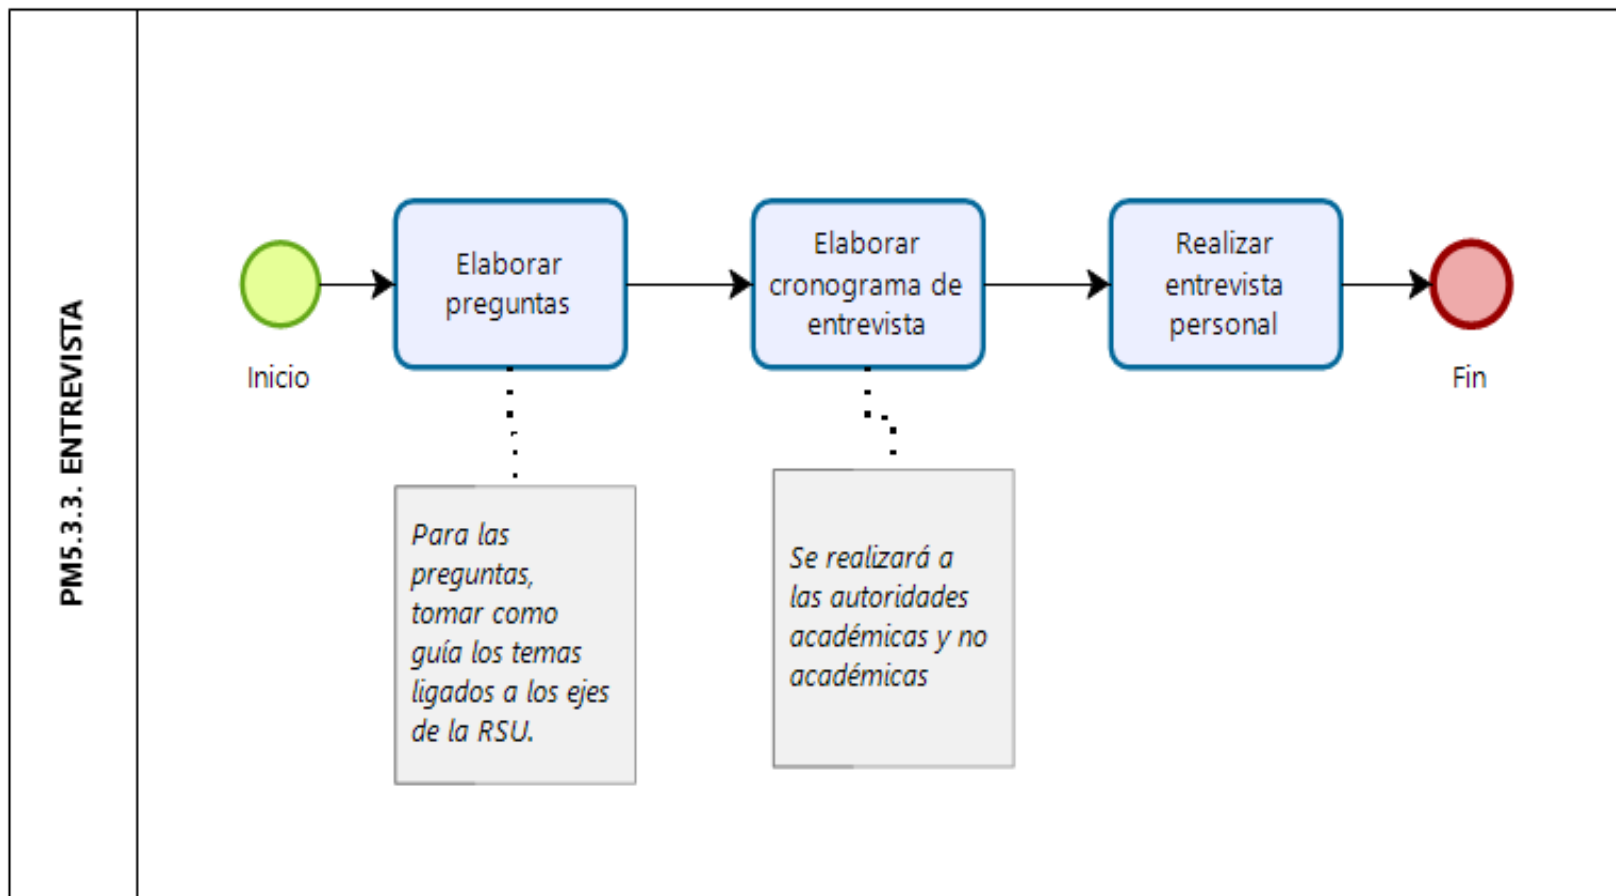 PM5.3.3. ENTREVISTA
Inicio
Elaborar
preguntas
Elaborar
cronograma de
entrevista
Realizar
entrevista
personal
Fin
Para las
preguntas,
tomar como
guía los temas
ligados a los ejes
de la RSU.
Se realizará a
las autoridades
académicas y no
académicas